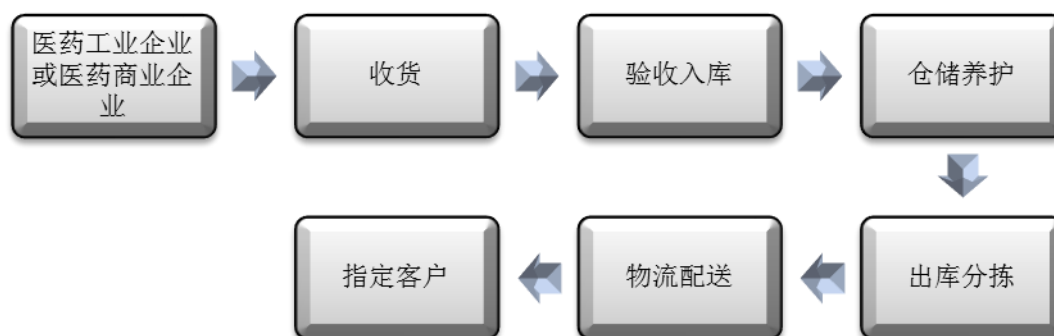 医药工业企业
或医药商业企
业
收货
验收入库
仓储养护
出库分拣
物流配送
指定客户